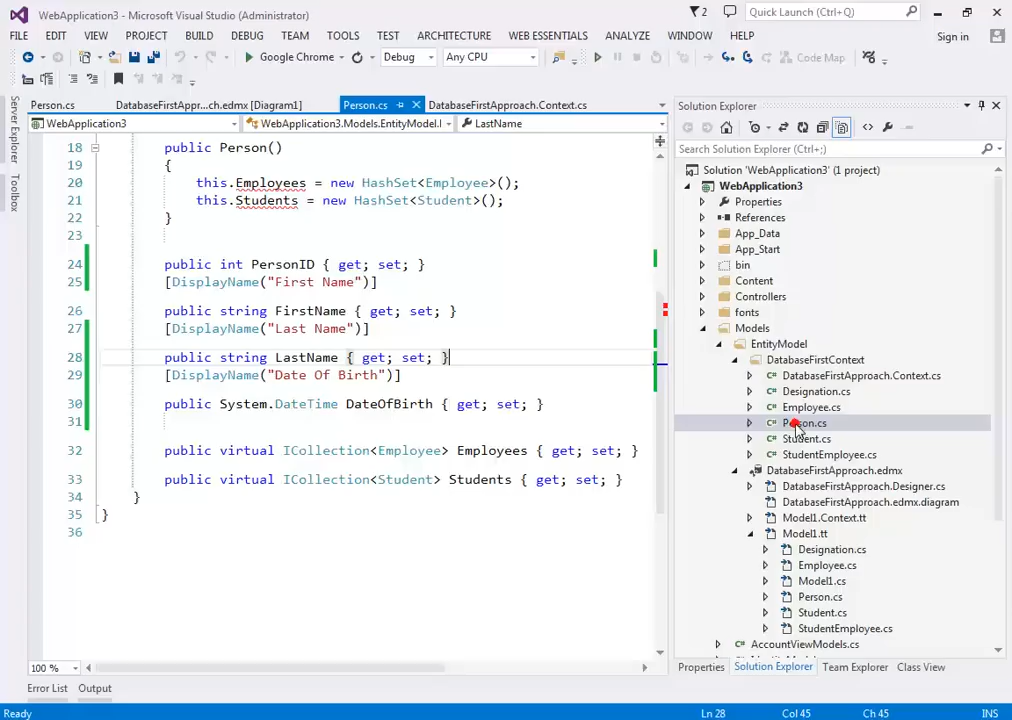 WebApplication3 - Microsoft Visual Studio (Administrator)
2
Quick Launch (Ctrl+Q)
FILE EDIT VIEW PROJECT BUILD DEBUG TEAM TOOLS TEST ARCHITECTURE WEB ESSENTIALS ANALYZE WINDOW HELP
Sign in
Google Chrome Debug Any CPU Code Map
Person.cs DatabaseFirstAppr...ch.edmx [Diagram1] Person.cs DatabaseFirstApproach.Context.cs
WebApplication3 WebApplication3.Models.EntityModel.I LastName
Server Explorer
Toolbox
18 public Person()
19 {
20 this.Employees = new HashSet<Employee>();
21 this.Students = new HashSet<Student>();
22 }
23
24 public int PersonID { get; set; }
25 [DisplayName("First Name")]
26 public string FirstName { get; set; }
27 [DisplayName("Last Name")]
28 public string LastName { get; set; }
29 [DisplayName("Date Of Birth")]
30 public System.DateTime DateOfBirth { get; set; }
31
32 public virtual ICollection<Employee> Employees { get; set; }
33 public virtual ICollection<Student> Students { get; set; }
34 }
35 }
36
100 %
Error List Output
Solution Explorer
Search Solution Explorer (Ctrl+;)
Solution 'WebApplication3' (1 project)
WebApplication3
Properties
References
App_Data
App_Start
bin
Content
Controllers
fonts
Models
EntityModel
DatabaseFirstContext
DatabaseFirstApproach.Context.cs
Designation.cs
Employee.cs
Person.cs
Student.cs
StudentEmployee.cs
DatabaseFirstApproach.edmx
DatabaseFirstApproach.Designer.cs
DatabaseFirstApproach.edmx.diagram
Model1.Context.tt
Model1.tt
Designation.cs
Employee.cs
Model1.cs
Person.cs
Student.cs
StudentEmployee.cs
AccountViewModels.cs
Properties Solution Explorer Team Explorer Class View
Ready Ln 28 Col 45 Ch 45 INS